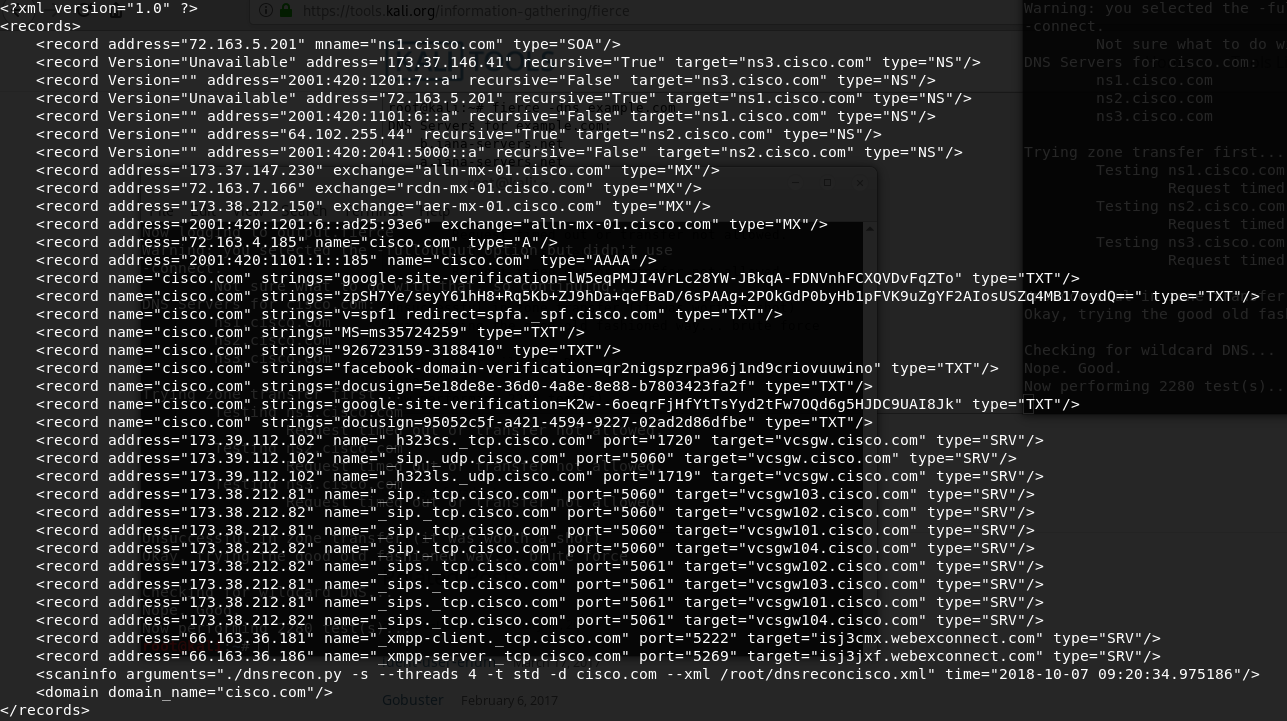 <?xml version="1.0" ?>
<records>
<record address="72.163.5.201" mname="ns1.cisco.com" type="SOA"/>
<record Version="Unavailable" address="173.37.146.41" recursive="True" target="ns3.cisco.com" type="NS"/>
<record Version="" address="2001:420:1201:7::a" recursive="False" target="ns3.cisco.com" type="NS"/>
<record Version="Unavailable" address="72.163.5.201" recursive="True" target="ns1.cisco.com" type="NS"/>
<record Version="" address="2001:420:1101:6::a" recursive="False" target="ns1.cisco.com" type="NS"/>
<record Version="" address="64.102.255.44" recursive="True" target="ns2.cisco.com" type="NS"/>
<record Version="" address="2001:420:2041:5000::a" recursive="False" target="ns2.cisco.com" type="NS"/>
<record address="173.37.147.230" exchange="alln-mx-01.cisco.com" type="MX"/>
<record address="72.163.7.166" exchange="rcdn-mx-01.cisco.com" type="MX"/>
<record address="173.38.212.150" exchange="aer-mx-01.cisco.com" type="MX"/>
<record address="2001:420:1201:6::ad25:93e6" exchange="alln-mx-01.cisco.com" type="MX"/>
<record address="72.163.4.185" name="cisco.com" type="A"/>
<record address="2001:420:1101:1::185" name="cisco.com" type="AAAA"/>
<record name="cisco.com" strings="google-site-verification=lW5eqPMJI4VrLc28YW-JBkqA-FDNVnhFCXQVDvFqZTo" type="TXT"/>
<record name="cisco.com" strings="zpSH7Ye/seyY61hH8+Rq5Kb+ZJ9hDa+qeFBaD/6sPAAg+2POkGdP0byHb1pFVK9uZgYF2AIosUSZq4MB17oydQ==" type="TXT"/>
<record name="cisco.com" strings="v=spf1 redirect=spfa._spf.cisco.com" type="TXT"/>
<record name="cisco.com" strings="MS=ms35724259" type="TXT"/>
<record name="cisco.com" strings="926723159-3188410" type="TXT"/>
<record name="cisco.com" strings="facebook-domain-verification=qr2nigspzrpa96j1nd9criovuuwino" type="TXT"/>
<record name="cisco.com" strings="docusign=5e18de8e-36d0-4a8e-8e88-b7803423fa2f" type="TXT"/>
<record name="cisco.com" strings="google-site-verification=K2w--6oeqrFjHfYtTsYyd2tFw7OQd6g5HJDC9UAI8Jk" type="TXT"/>
<record name="cisco.com" strings="docusign=95052c5f-a421-4594-9227-02ad2d86dfbe" type="TXT"/>
<record address="173.39.112.102" name="_h323cs._tcp.cisco.com" port="1720" target="vcsgw.cisco.com" type="SRV"/>
<record address="173.39.112.102" name="_sip._udp.cisco.com" port="5060" target="vcsgw.cisco.com" type="SRV"/>
<record address="173.39.112.102" name="_h323ls._udp.cisco.com" port="1719" target="vcsgw.cisco.com" type="SRV"/>
<record address="173.38.212.81" name="_sip._tcp.cisco.com" port="5060" target="vcsgw103.cisco.com" type="SRV"/>
<record address="173.38.212.82" name="_sip._tcp.cisco.com" port="5060" target="vcsgw102.cisco.com" type="SRV"/>
<record address="173.38.212.81" name="_sip._tcp.cisco.com" port="5060" target="vcsgw101.cisco.com" type="SRV"/>
<record address="173.38.212.82" name="_sip._tcp.cisco.com" port="5060" target="vcsgw104.cisco.com" type="SRV"/>
<record address="173.38.212.82" name="_sips._tcp.cisco.com" port="5061" target="vcsgw102.cisco.com" type="SRV"/>
<record address="173.38.212.81" name="_sips._tcp.cisco.com" port="5061" target="vcsgw103.cisco.com" type="SRV"/>
<record address="173.38.212.81" name="_sips._tcp.cisco.com" port="5061" target="vcsgw101.cisco.com" type="SRV"/>
<record address="173.38.212.82" name="_sips._tcp.cisco.com" port="5061" target="vcsgw104.cisco.com" type="SRV"/>
<record address="66.163.36.181" name="_xmpp-client._tcp.cisco.com" port="5222" target="isj3cmx.webexconnect.com" type="SRV"/>
<record address="66.163.36.186" name="_xmpp-server._tcp.cisco.com" port="5269" target="isj3jxf.webexconnect.com" type="SRV"/>
<scaninfo arguments="./dnsrecon.py -s --threads 4 -t std -d cisco.com --xml /root/dnsreconcisco.xml" time="2018-10-07 09:20:34.975186"/>
<domain domain_name="cisco.com"/>
</records>
https://tools.kali.org/information-gathering/fierce
Warning: you selected the -fu
-connect.
Not sure what to do w
DNS Servers for cisco.com:
ns1.cisco.com
ns2.cisco.com
ns3.cisco.com
Trying zone transfer first...
Testing ns1.cisco.com
Request timed
Testing ns2.cisco.com
Request timed
Testing ns3.cisco.com
Request timed
Okay, trying the good old fas
Checking for wildcard DNS...
Nope. Good.
Now performing 2280 test(s)..
Gobuster February 6, 2017